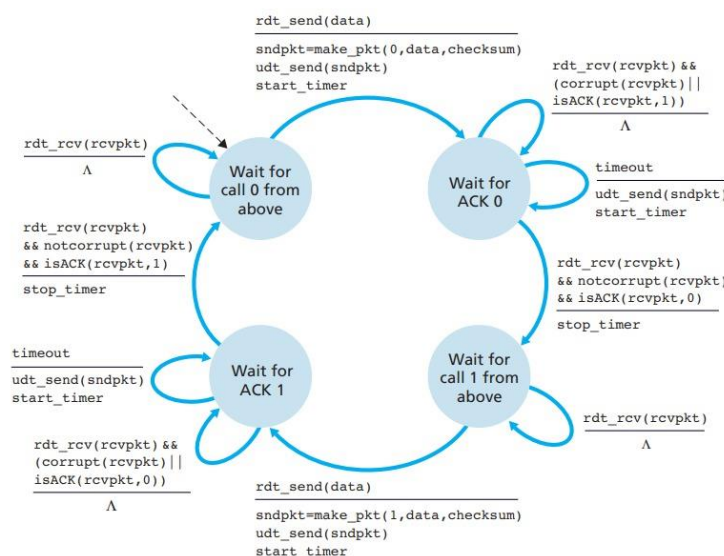 rdt_send(data)
sndpkt=make_pkt(0,data,checksum)
udt_send(sndpkt)
start_timer
rdt_rcv(rcvpkt) &&
(corrupt(rcvpkt)||
isACK(rcvpkt,1))
Λ
rdt_rcv(rcvpkt)
Λ
Wait for
call 0 from
above
Wait for
ACK 0
timeout
udt_send(sndpkt)
start_timer
rdt_rcv(rcvpkt)
&& notcorrupt(rcvpkt)
&& isACK(rcvpkt,1)
stop_timer
rdt_rcv(rcvpkt)
&& notcorrupt(rcvpkt)
&& isACK(rcvpkt,0)
stop_timer
timeout
udt_send(sndpkt)
start_timer
Wait for
ACK 1
Wait for
call 1 from
above
rdt_rcv(rcvpkt)
Λ
rdt_rcv(rcvpkt) &&
(corrupt(rcvpkt)||
isACK(rcvpkt,0))
Λ
rdt_send(data)
sndpkt=make_pkt(1,data,checksum)
udt_send(sndpkt)
start_timer